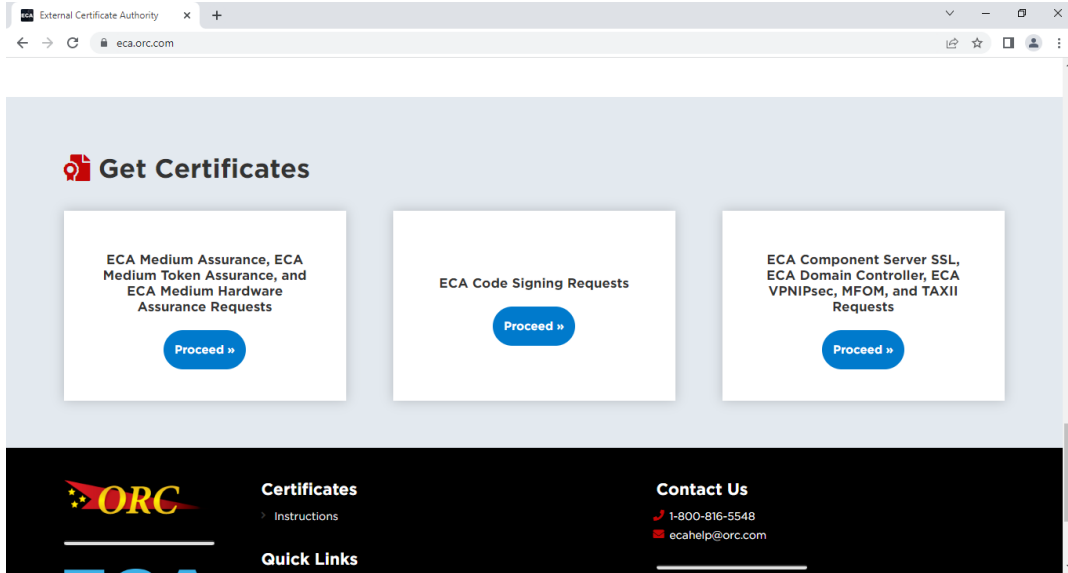 ECA External Certificate Authority
eca.orc.com
Get Certificates
ECA Medium Assurance, ECA
Medium Token Assurance, and
ECA Medium Hardware
Assurance Requests
Proceed »
ECA Code Signing Requests
Proceed »
ECA Component Server SSL,
ECA Domain Controller, ECA
VPNIPsec, MFOM, and TAXII
Requests
Proceed »
ORC
Certificates
Instructions
Quick Links
Contact Us
1-800-816-5548
ecahelp@orc.com
ECA